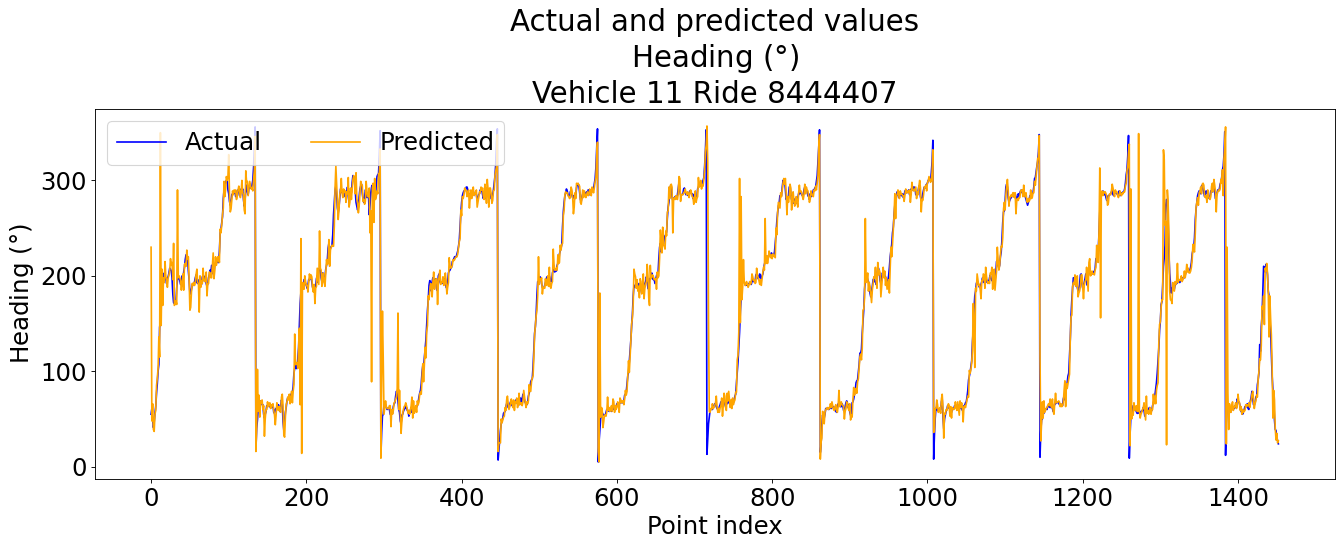 Actual and predicted values
Heading (°)
Vehicle 11 Ride 8444407
Actual Predicted
Heading (°)
300
200
100
0
0 200 400 600 800 1000 1200 1400
Point index